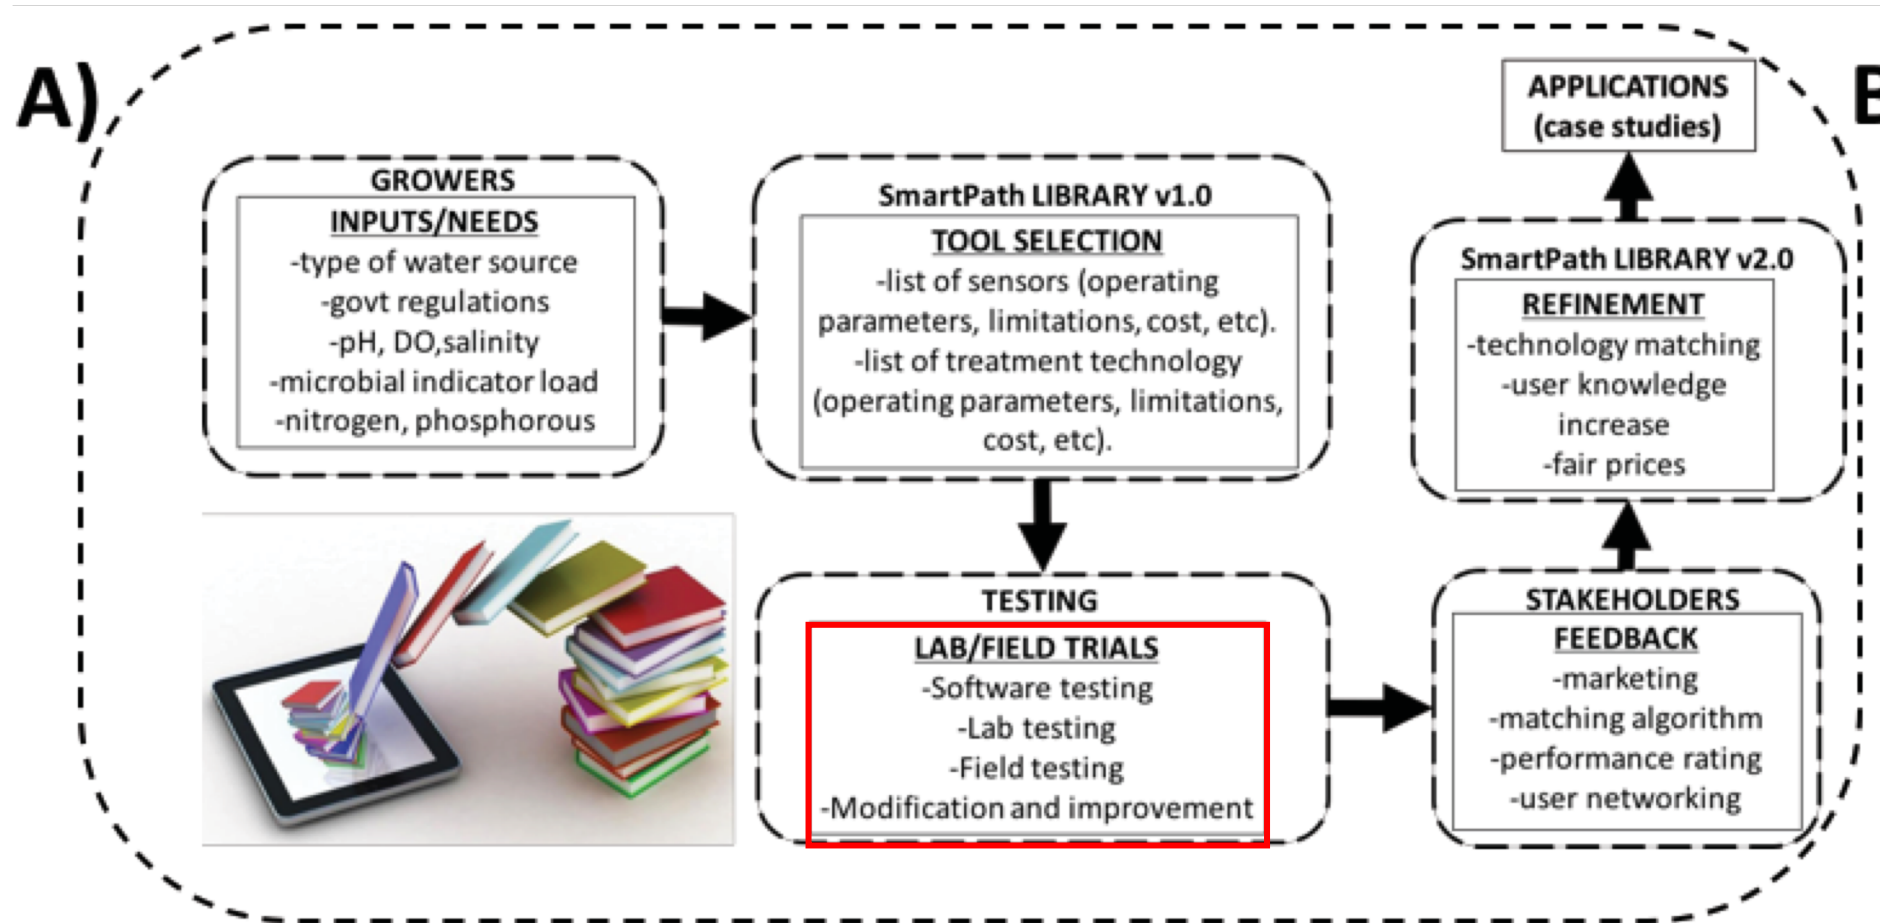 A)
GROWERS
INPUTS/NEEDS
-type of water source
-govt regulations
-pH, DO,salinity
-microbial indicator load
-nitrogen, phosphorous
SmartPath LIBRARY v1.0
TOOL SELECTION
-list of sensors (operating
parameters, limitations, cost, etc).
-list of treatment technology
(operating parameters, limitations,
cost, etc).
TESTING
LAB/FIELD TRIALS
-Software testing
-Lab testing
-Field testing
-Modification and improvement
STAKEHOLDERS
FEEDBACK
-marketing
-matching algorithm
-performance rating
-user networking
SmartPath LIBRARY v2.0
REFINEMENT
-technology matching
-user knowledge
increase
-fair prices
APPLICATIONS
(case studies)
B